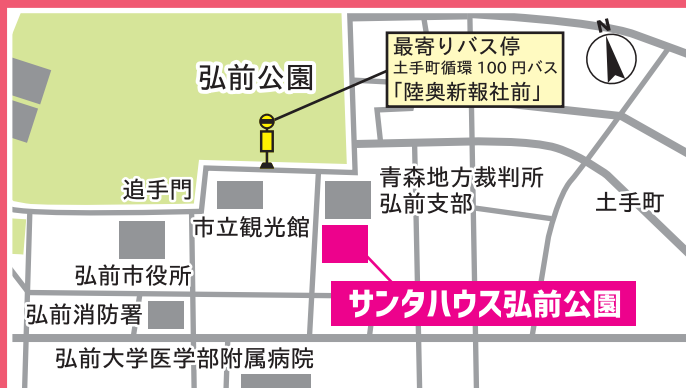 N
最寄りバス停
土手町循環 100 円バス
「陸奥新報社前」
弘前公園
追手門
青森地方裁判所
弘前支部
土手町
市立観光館
弘前市役所
サンタハウス弘前公園
弘前消防署
弘前大学医学部附属病院